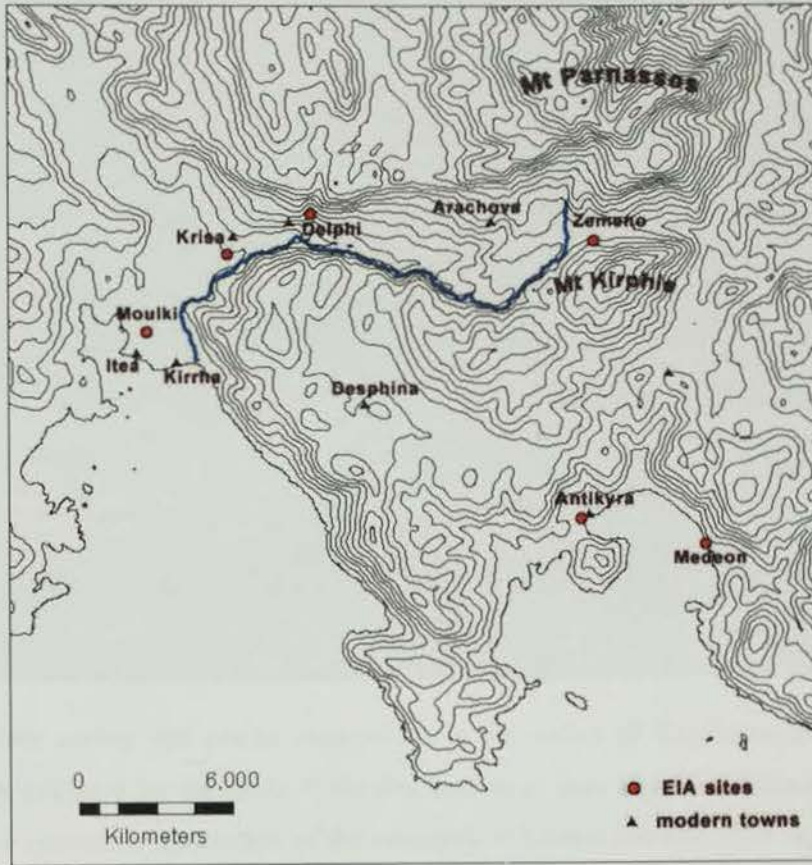 Mt Parnassos
Arachova
Zemeno
Delphi
Krisa
Mt Kirphis
Moulki
Itea
Kirrha
Desphina
Antikyra
Medeon
0 6,000
Kilometers
EIA sites
modern towns